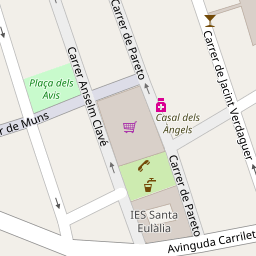 Carrer de Pareto
Carrer Anselm Clavé
Carrer de Jacint Verdaguer
Plaça dels
Avis
Casal dels
Àngels
er de Muns
Carrer de Pareto
IES Santa
Eulàlia
Avinguda Carrilet